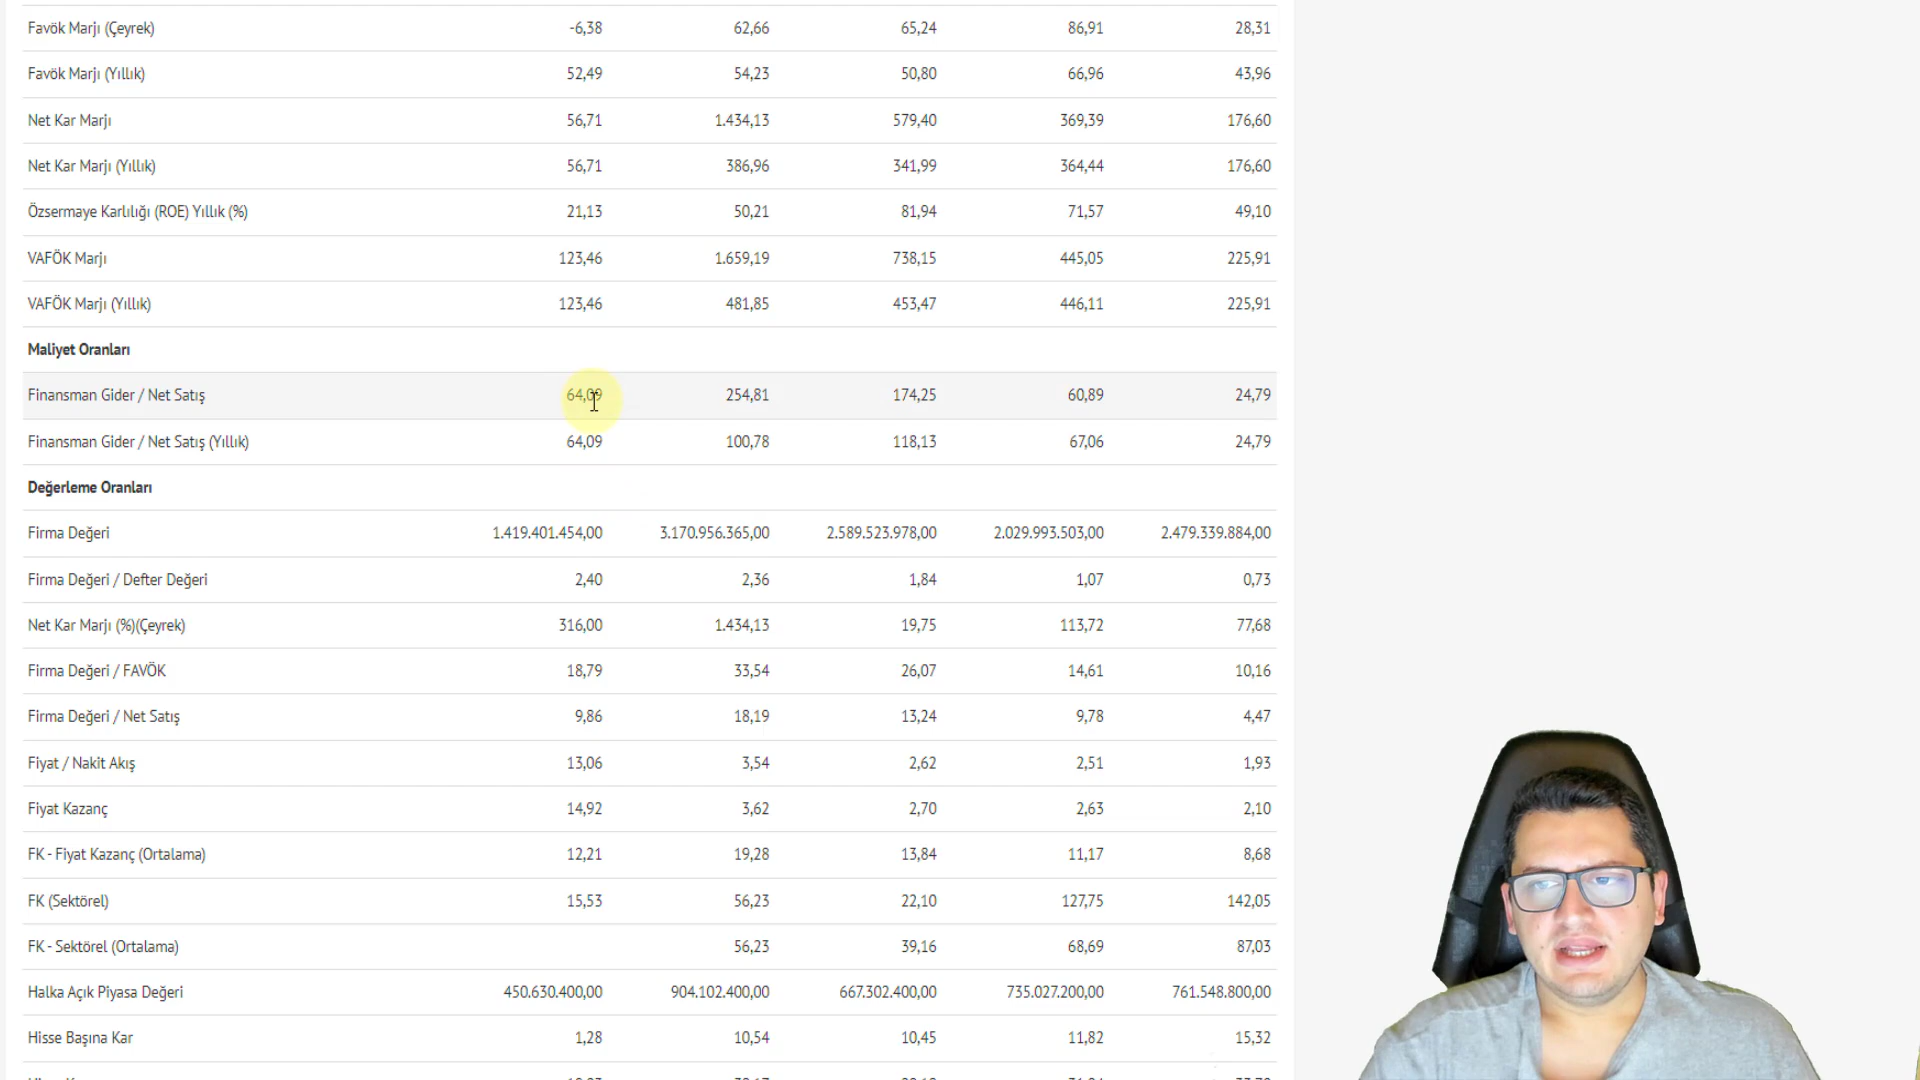 Favök Marjı (Çeyrek) -6,38 62,66 65,24 86,91 28,31
Favök Marjı (Yıllık) 52,49 54,23 50,80 66,96 43,96
Net Kar Marjı 56,71 1.434,13 579,40 369,39 176,60
Net Kar Marjı (Yıllık) 56,71 386,96 341,99 364,44 176,60
Özsermaye Karlılığı (ROE) Yıllık (%) 21,13 50,21 81,94 71,57 49,10
VAFÖK Marjı 123,46 1.659,19 738,15 445,05 225,91
VAFÖK Marjı (Yıllık) 123,46 481,85 453,47 446,11 225,91
Maliyet Oranları
Finansman Gider / Net Satış 64,09 254,81 174,25 60,89 24,79
Finansman Gider / Net Satış (Yıllık) 64,09 100,78 118,13 67,06 24,79
Değerleme Oranları
Firma Değeri 1.419.401.454,00 3.170.956.365,00 2.589.523.978,00 2.029.993.503,00 2.479.339.884,00
Firma Değeri / Defter Değeri 2,40 2,36 1,84 1,07 0,73
Net Kar Marjı (%)(Çeyrek) 316,00 1.434,13 19,75 113,72 77,68
Firma Değeri / FAVÖK 18,79 33,54 26,07 14,61 10,16
Firma Değeri / Net Satış 9,86 18,19 13,24 9,78 4,47
Fiyat / Nakit Akış 13,06 3,54 2,62 2,51 1,93
Fiyat Kazanç 14,92 3,62 2,70 2,63 2,10
FK - Fiyat Kazanç (Ortalama) 12,21 19,28 13,84 11,17 8,68
FK (Sektörel) 15,53 56,23 22,10 127,75 142,05
FK - Sektörel (Ortalama) 56,23 39,16 68,69 87,03
Halka Açık Piyasa Değeri 450.630.400,00 904.102.400,00 667.302.400,00 735.027.200,00 761.548.800,00
Hisse Başına Kar 1,28 10,54 10,45 11,82 15,32